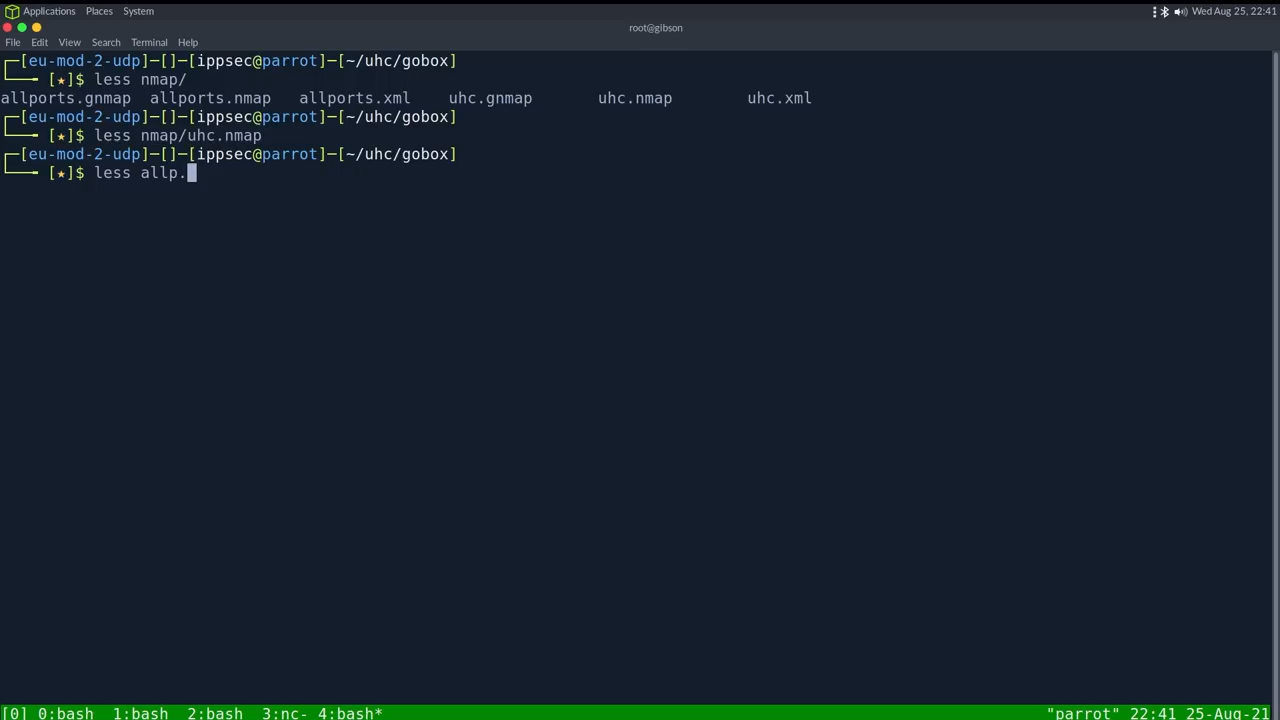 Applications Places System Wed Aug 25, 22:41
root@gibson
File Edit View Search Terminal Help
┌─[eu-mod-2-udp]─[]─[ippsec@parrot]─[~/uhc/gobox]
└──╼ [★]$ less nmap/
allports.gnmap allports.nmap allports.xml uhc.gnmap uhc.nmap uhc.xml
┌─[eu-mod-2-udp]─[]─[ippsec@parrot]─[~/uhc/gobox]
└──╼ [★]$ less nmap/uhc.nmap
┌─[eu-mod-2-udp]─[]─[ippsec@parrot]─[~/uhc/gobox]
└──╼ [★]$ less allp.
[0] 0:bash 1:bash 2:bash 3:nc- 4:bash* "parrot" 22:41 25-Aug-21